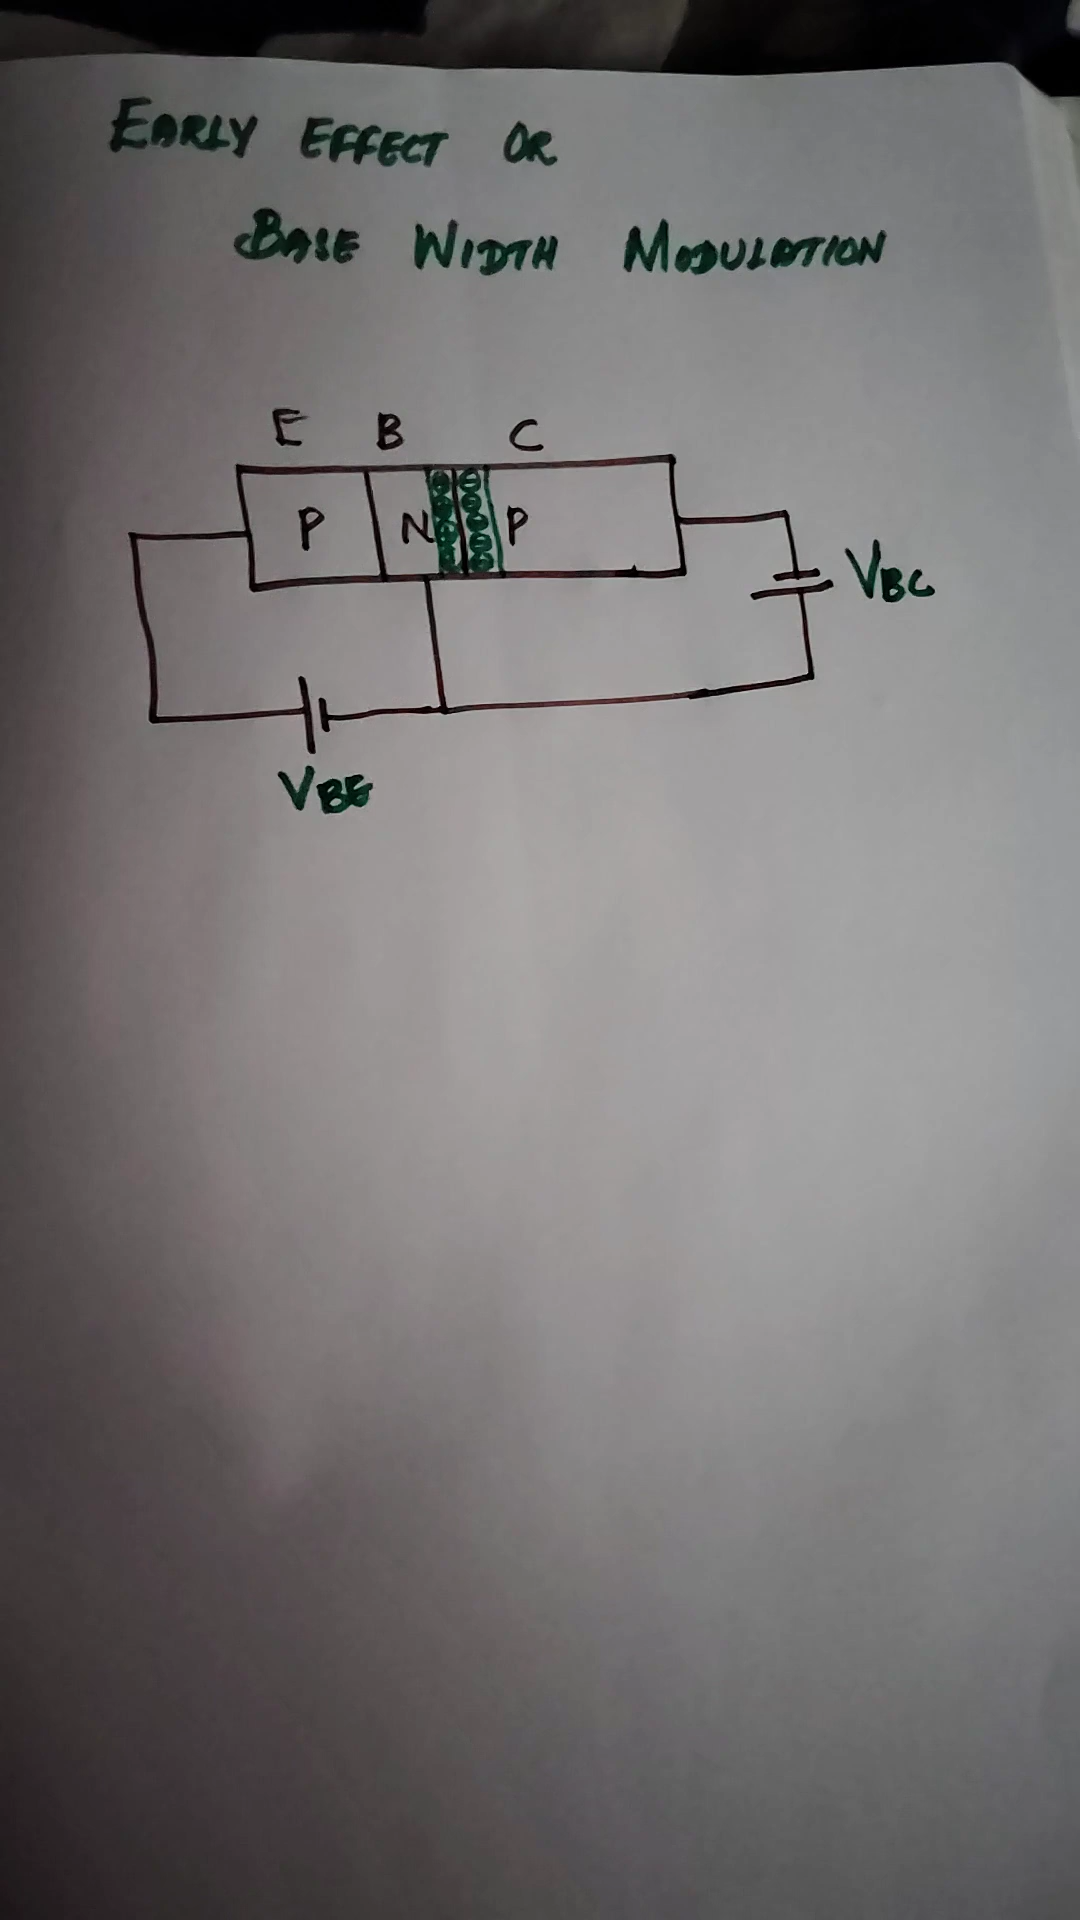 EARLY EFFECT OR
BASE WIDTH MODULATION
E B C
P N P
VBC
VBE